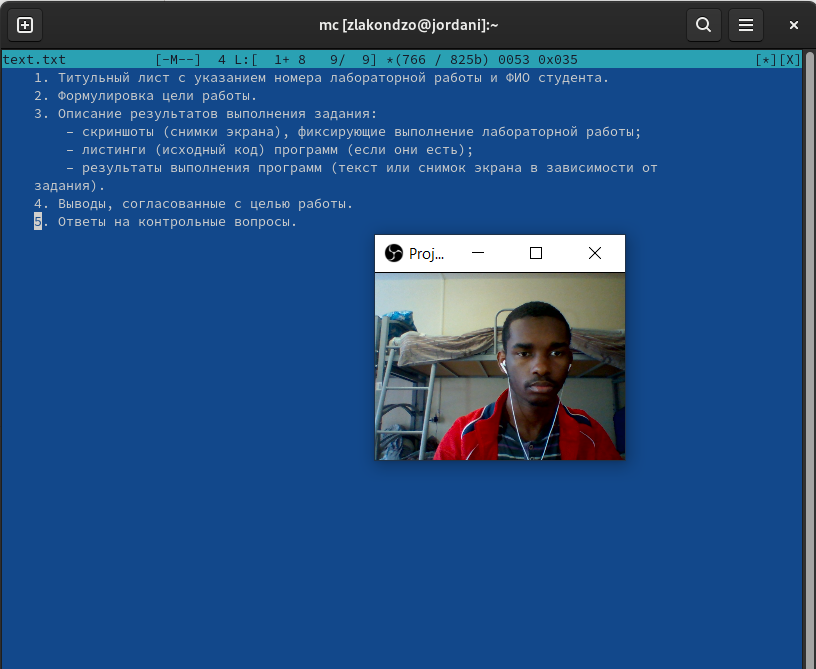 mc [zlakondzo@jordani]:~
text.txt [-M--] 4 L:[ 1+ 8 9/ 9] *(766 / 825b) 0053 0x035 [*][X]
1. Титульный лист с указанием номера лабораторной работы и ФИО студента.
2. Формулировка цели работы.
3. Описание результатов выполнения задания:
– скриншоты (снимки экрана), фиксирующие выполнение лабораторной работы;
– листинги (исходный код) программ (если они есть);
– результаты выполнения программ (текст или снимок экрана в зависимости от
задания).
4. Выводы, согласованные с целью работы.
5. Ответы на контрольные вопросы.
Proj...